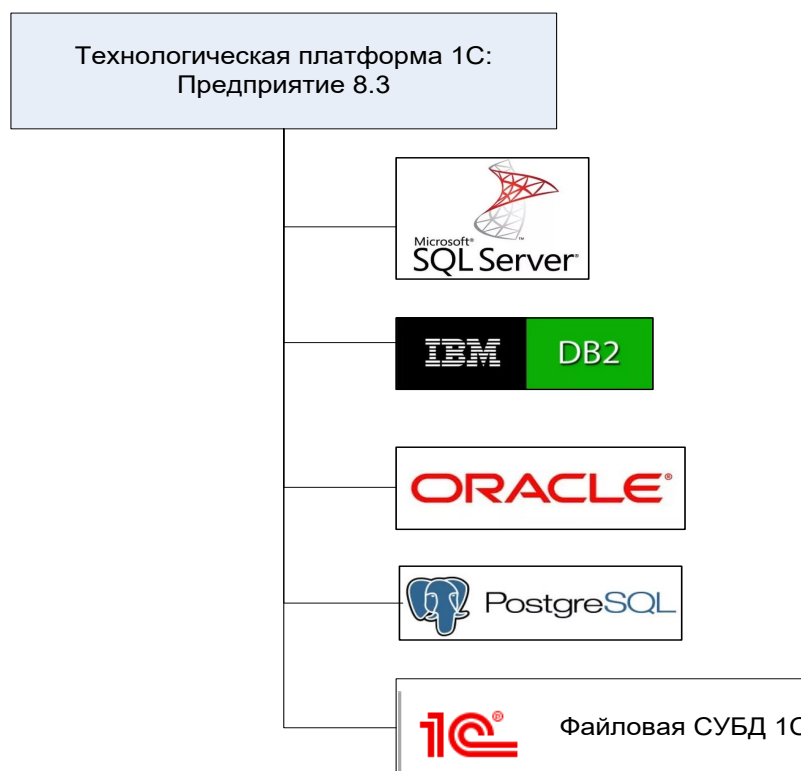 Технологическая платформа 1С:
Предприятие 8.3
Microsoft®
SQL Server®
IBM DB2
ORACLE®
PostgreSQL
1С® Файловая СУБД 1С